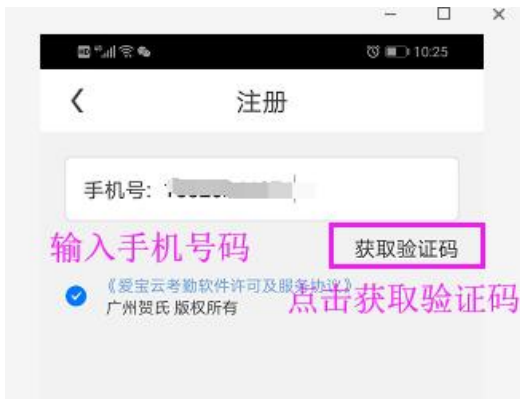 10:25
注册
手机号:
输入手机号码
获取验证码
《爱宝云考勤软件许可及服务协议》
点击获取验证码
广州贺氏 版权所有